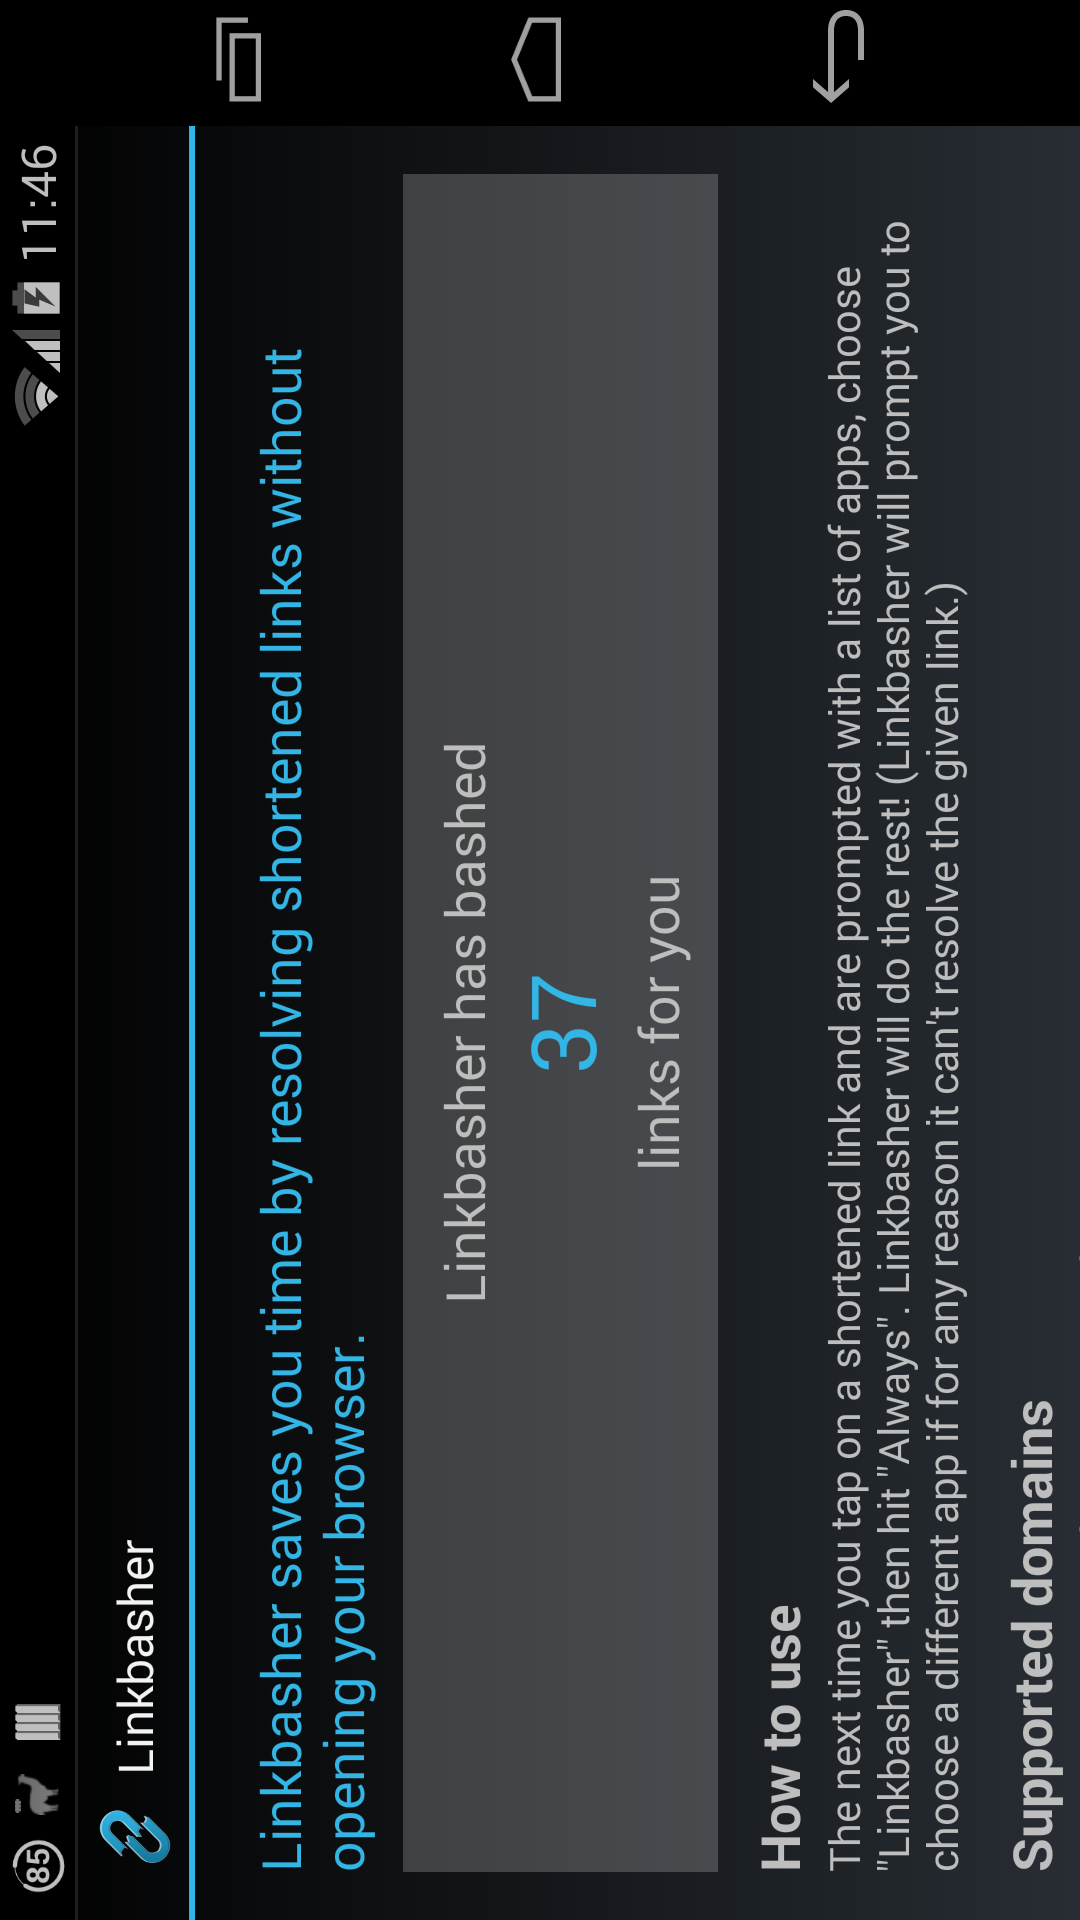 85
11:46
Linkbasher
Linkbasher saves you time by resolving shortened links without
opening your browser.
Linkbasher has bashed
37
links for you
How to use
The next time you tap on a shortened link and are prompted with a list of apps, choose
"Linkbasher" then hit "Always". Linkbasher will do the rest! (Linkbasher will prompt you to
choose a different app if for any reason it can't resolve the given link.)
Supported domains